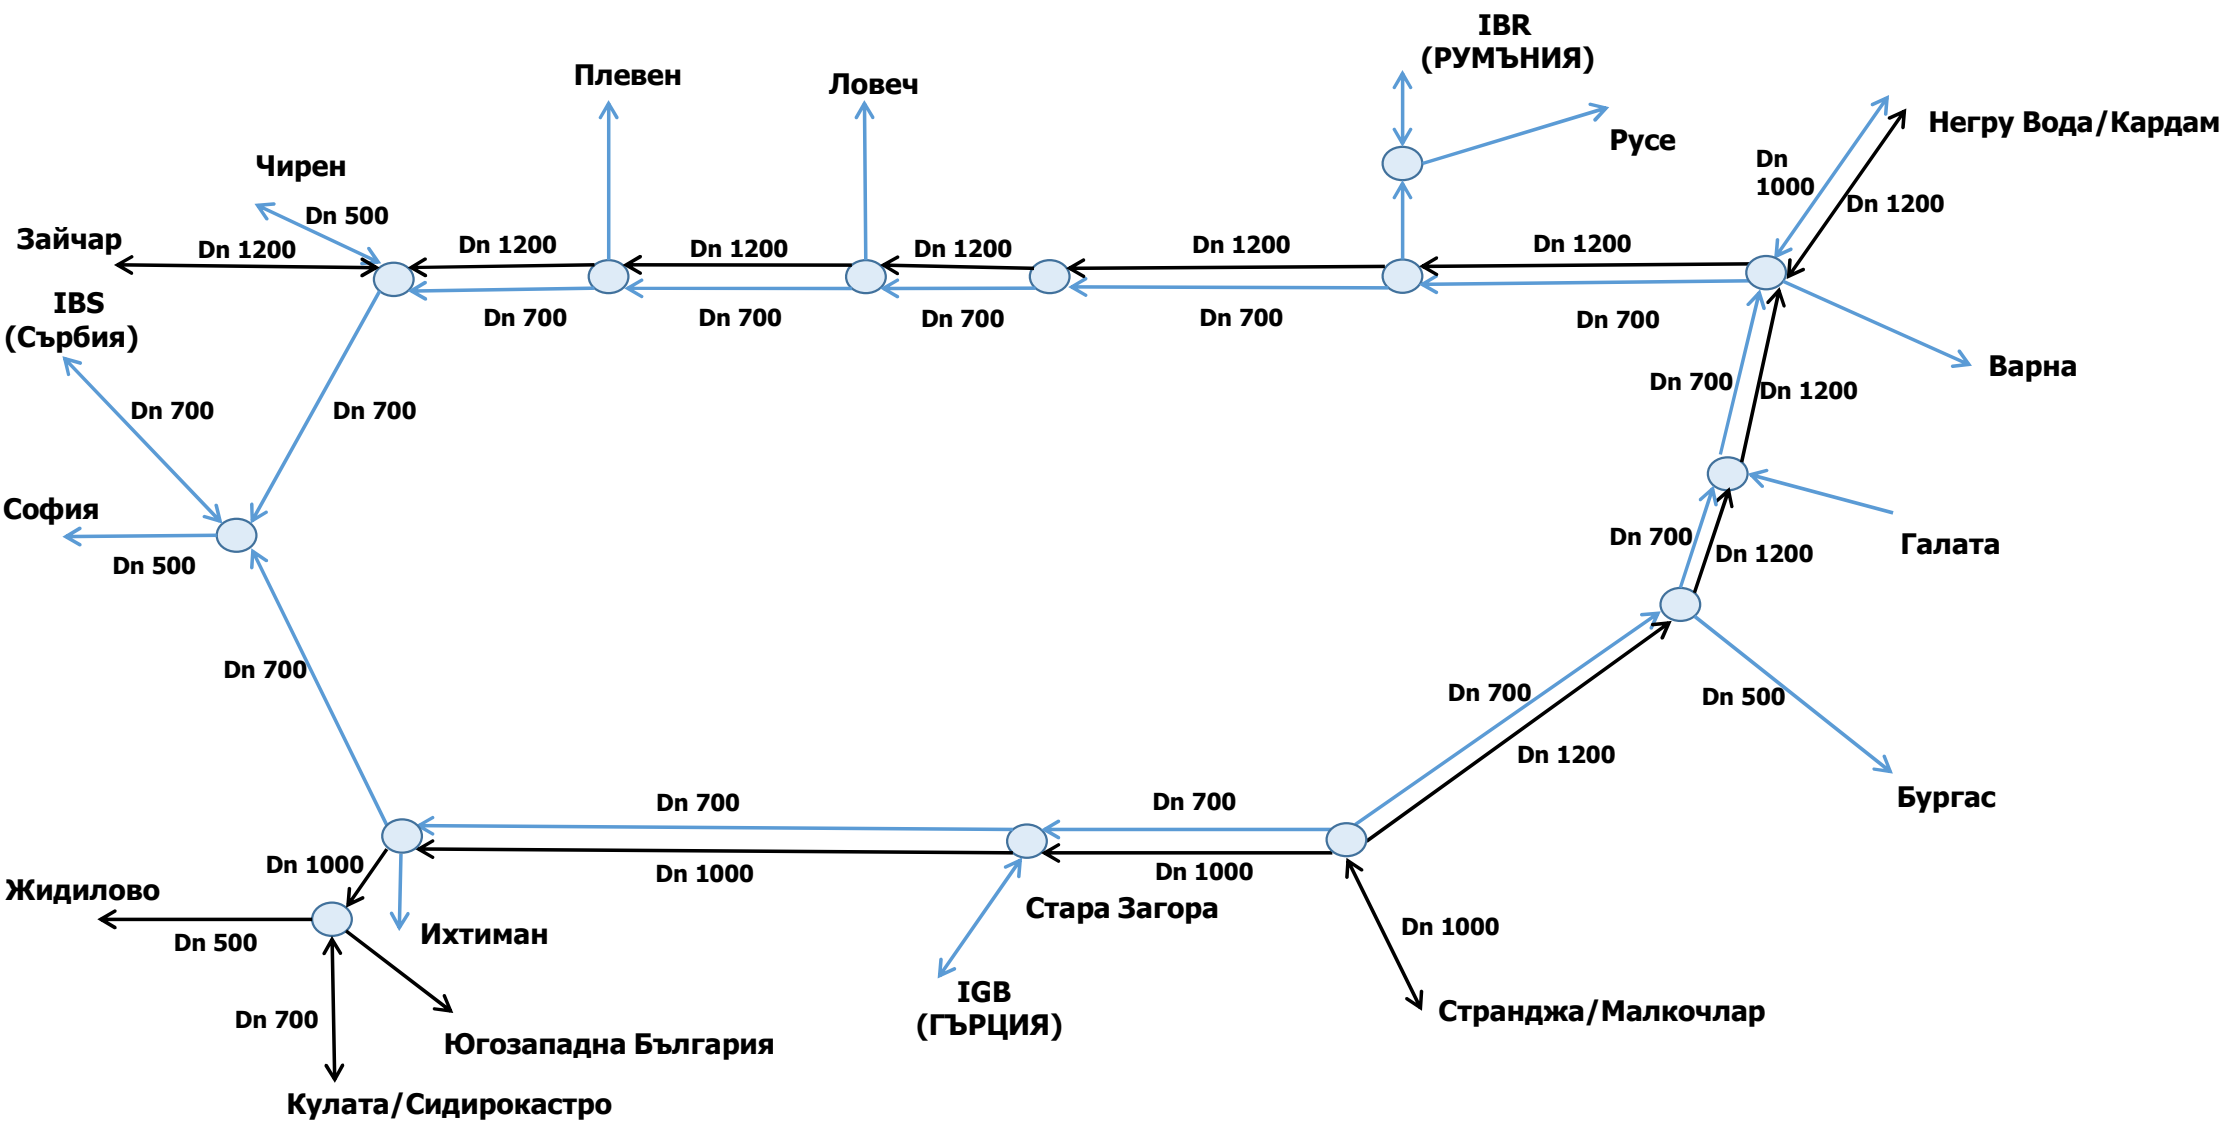 IBR
(РУМЪНИЯ)
Плевен
Ловеч
Русе
Негру Вода/Кардам
Dn
1000
Dn 1200
Чирен
Dn 500
Зайчар
Dn 1200
Dn 1200
Dn 1200
Dn 1200
Dn 1200
Dn 1200
IBS
(Сърбия)
Dn 700
Dn 700
Dn 700
Dn 700
Dn 700
Варна
Dn 700
Dn 1200
Dn 700
Dn 700
София
Dn 500
Dn 700
Dn 1200
Галата
Dn 700
Dn 700
Dn 500
Dn 1200
Бургас
Dn 700
Dn 700
Dn 1000
Dn 1000
Dn 1000
Жидилово
Dn 500
Ихтиман
Стара Загора
Dn 1000
IGB
(ГЪРЦИЯ)
Странджа/Малкочлар
Dn 700
Югозападна България
Кулата/Сидирокастро